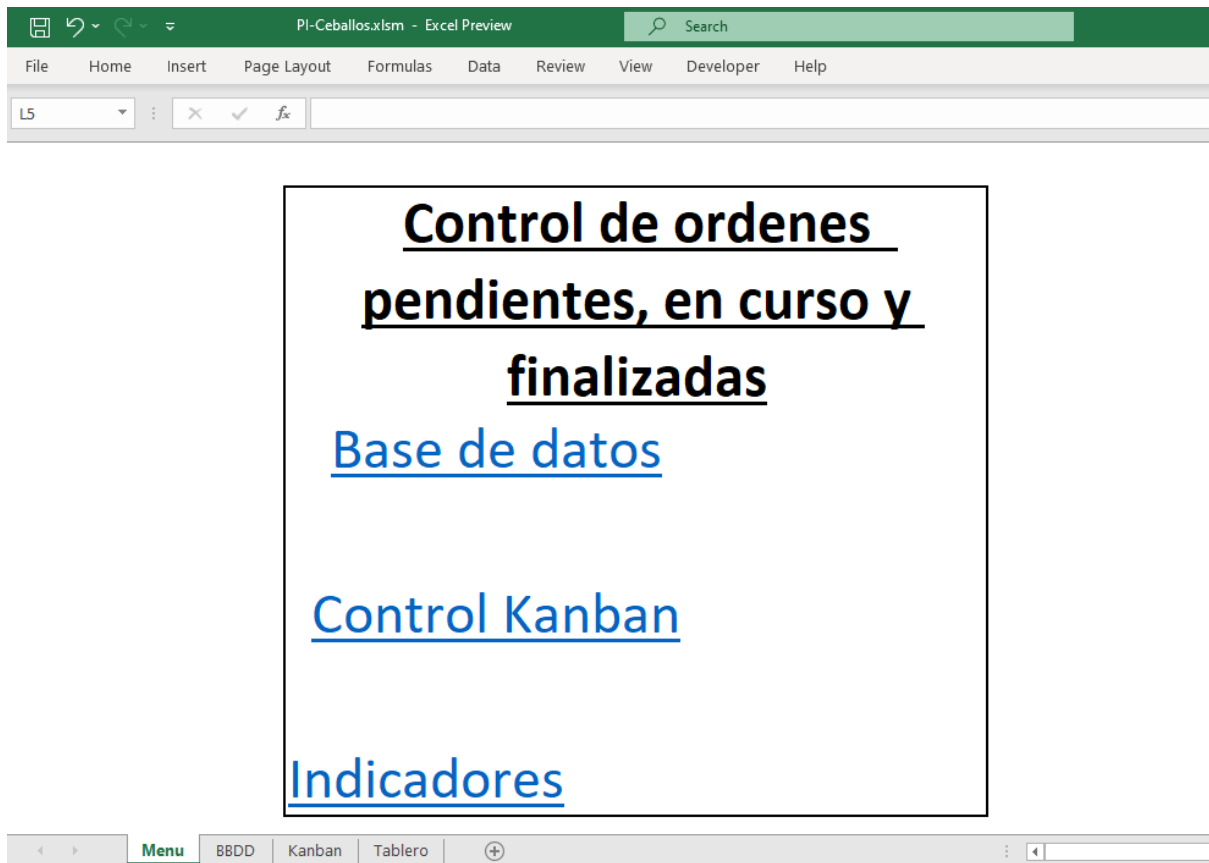 PI-Ceballos.xlsm - Excel Preview
Search
File Home Insert Page Layout Formulas Data Review View Developer Help
L5
fx
Control de ordenes
pendientes, en curso y
finalizadas
Base de datos
Control Kanban
Indicadores
Menu BBDD Kanban Tablero